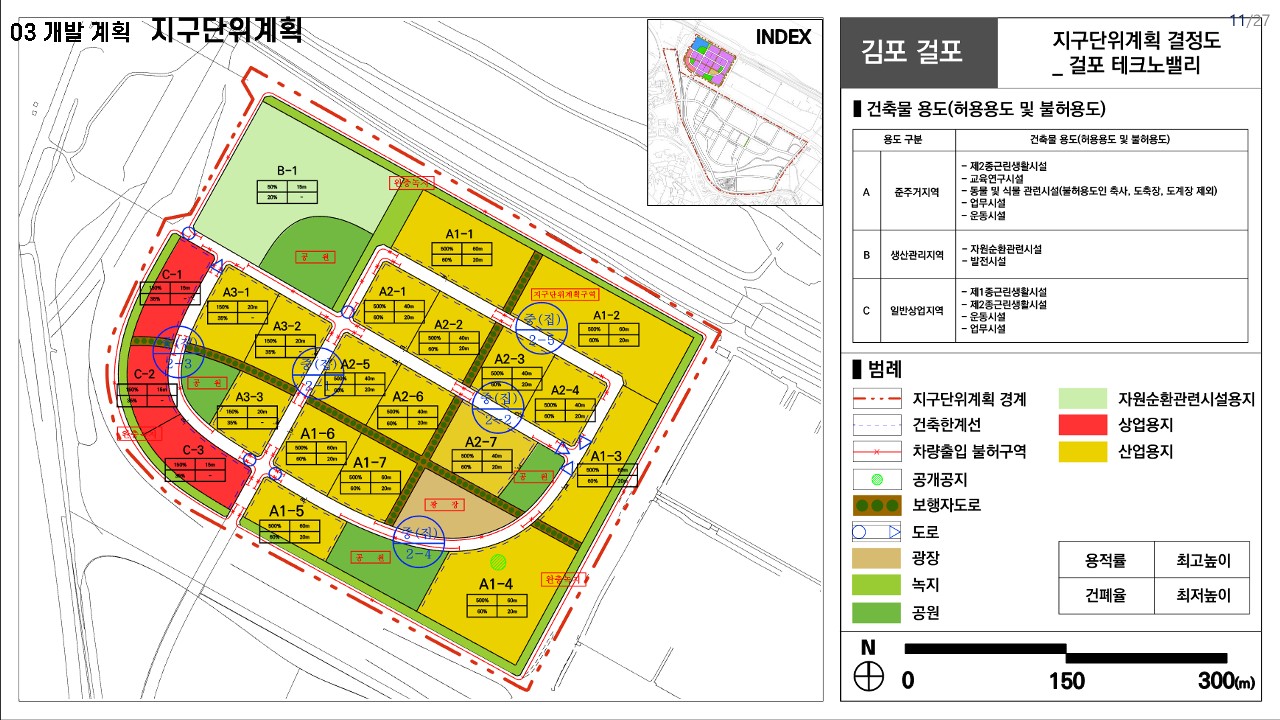 03 개발 계획 지구단위계획
11/27
INDEX
김포 걸포
지구단위계획 결정도
_ 걸포 테크노밸리
건축물 용도(허용용도 및 불허용도)
용도 구분
건축물 용도(허용용도 및 불허용도)
A
준주거지역
- 제2종근린생활시설
- 교육연구시설
- 동물 및 식물 관련시설(불허용도인 축사, 도축장, 도계장 제외)
- 업무시설
- 운동시설
B
생산관리지역
- 자원순환관련시설
- 발전시설
C
일반상업지역
- 제1종근린생활시설
- 제2종근린생활시설
- 운동시설
- 업무시설
범례
지구단위계획 경계
건축한계선
차량출입 불허구역
공개공지
보행자도로
도로
광장
녹지
공원
자원순환관련시설용지
상업용지
산업용지
용적률 최고높이
건폐율 최저높이
N
0 150 300(m)
B-1
50% 15m
20% -
완충녹지
공 원
A1-1
500% 60m
60% 20m
지구단위계획구역
A1-2
500% 60m
60% 20m
C-1
150% 15m
35% -
A3-1
150% 20m
35% -
A2-1
500% 40m
60% 20m
A3-2
150% 20m
35% -
A2-2
500% 40m
60% 20m
중(집)
2-5
중(집)
2-3
A2-3
500% 40m
60% 20m
C-2
150% 15m
35% -
공 원
중(집)
A2-5
500% 40m
60% 20m
A2-4
500% 40m
60% 20m
A3-3
150% 20m
35% -
A2-6
500% 40m
60% 20m
중(집)
2-2
완충녹지
C-3
150% 15m
35% -
A1-6
500% 60m
60% 20m
A2-7
500% 40m
60% 20m
A1-3
500% 60m
60% 20m
A1-7
500% 60m
60% 20m
공 원
광 장
A1-5
500% 60m
60% 20m
중(집)
2-4
공 원
A1-4
500% 60m
60% 20m
완충녹지